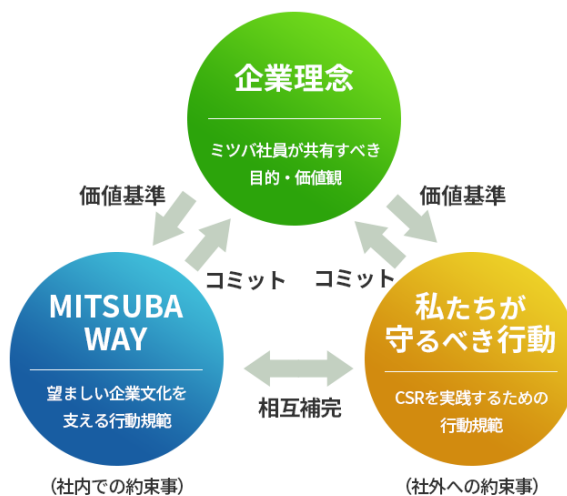 企業理念
ミツバ社員が共有すべき
目的・価値観
価値基準
価値基準
コミット
コミット
MITSUBA
WAY
望ましい企業文化を
支える行動規範
私たちが
守るべき行動
CSRを実践するための
行動規範
相互補完
（社内での約束事）
（社外への約束事）